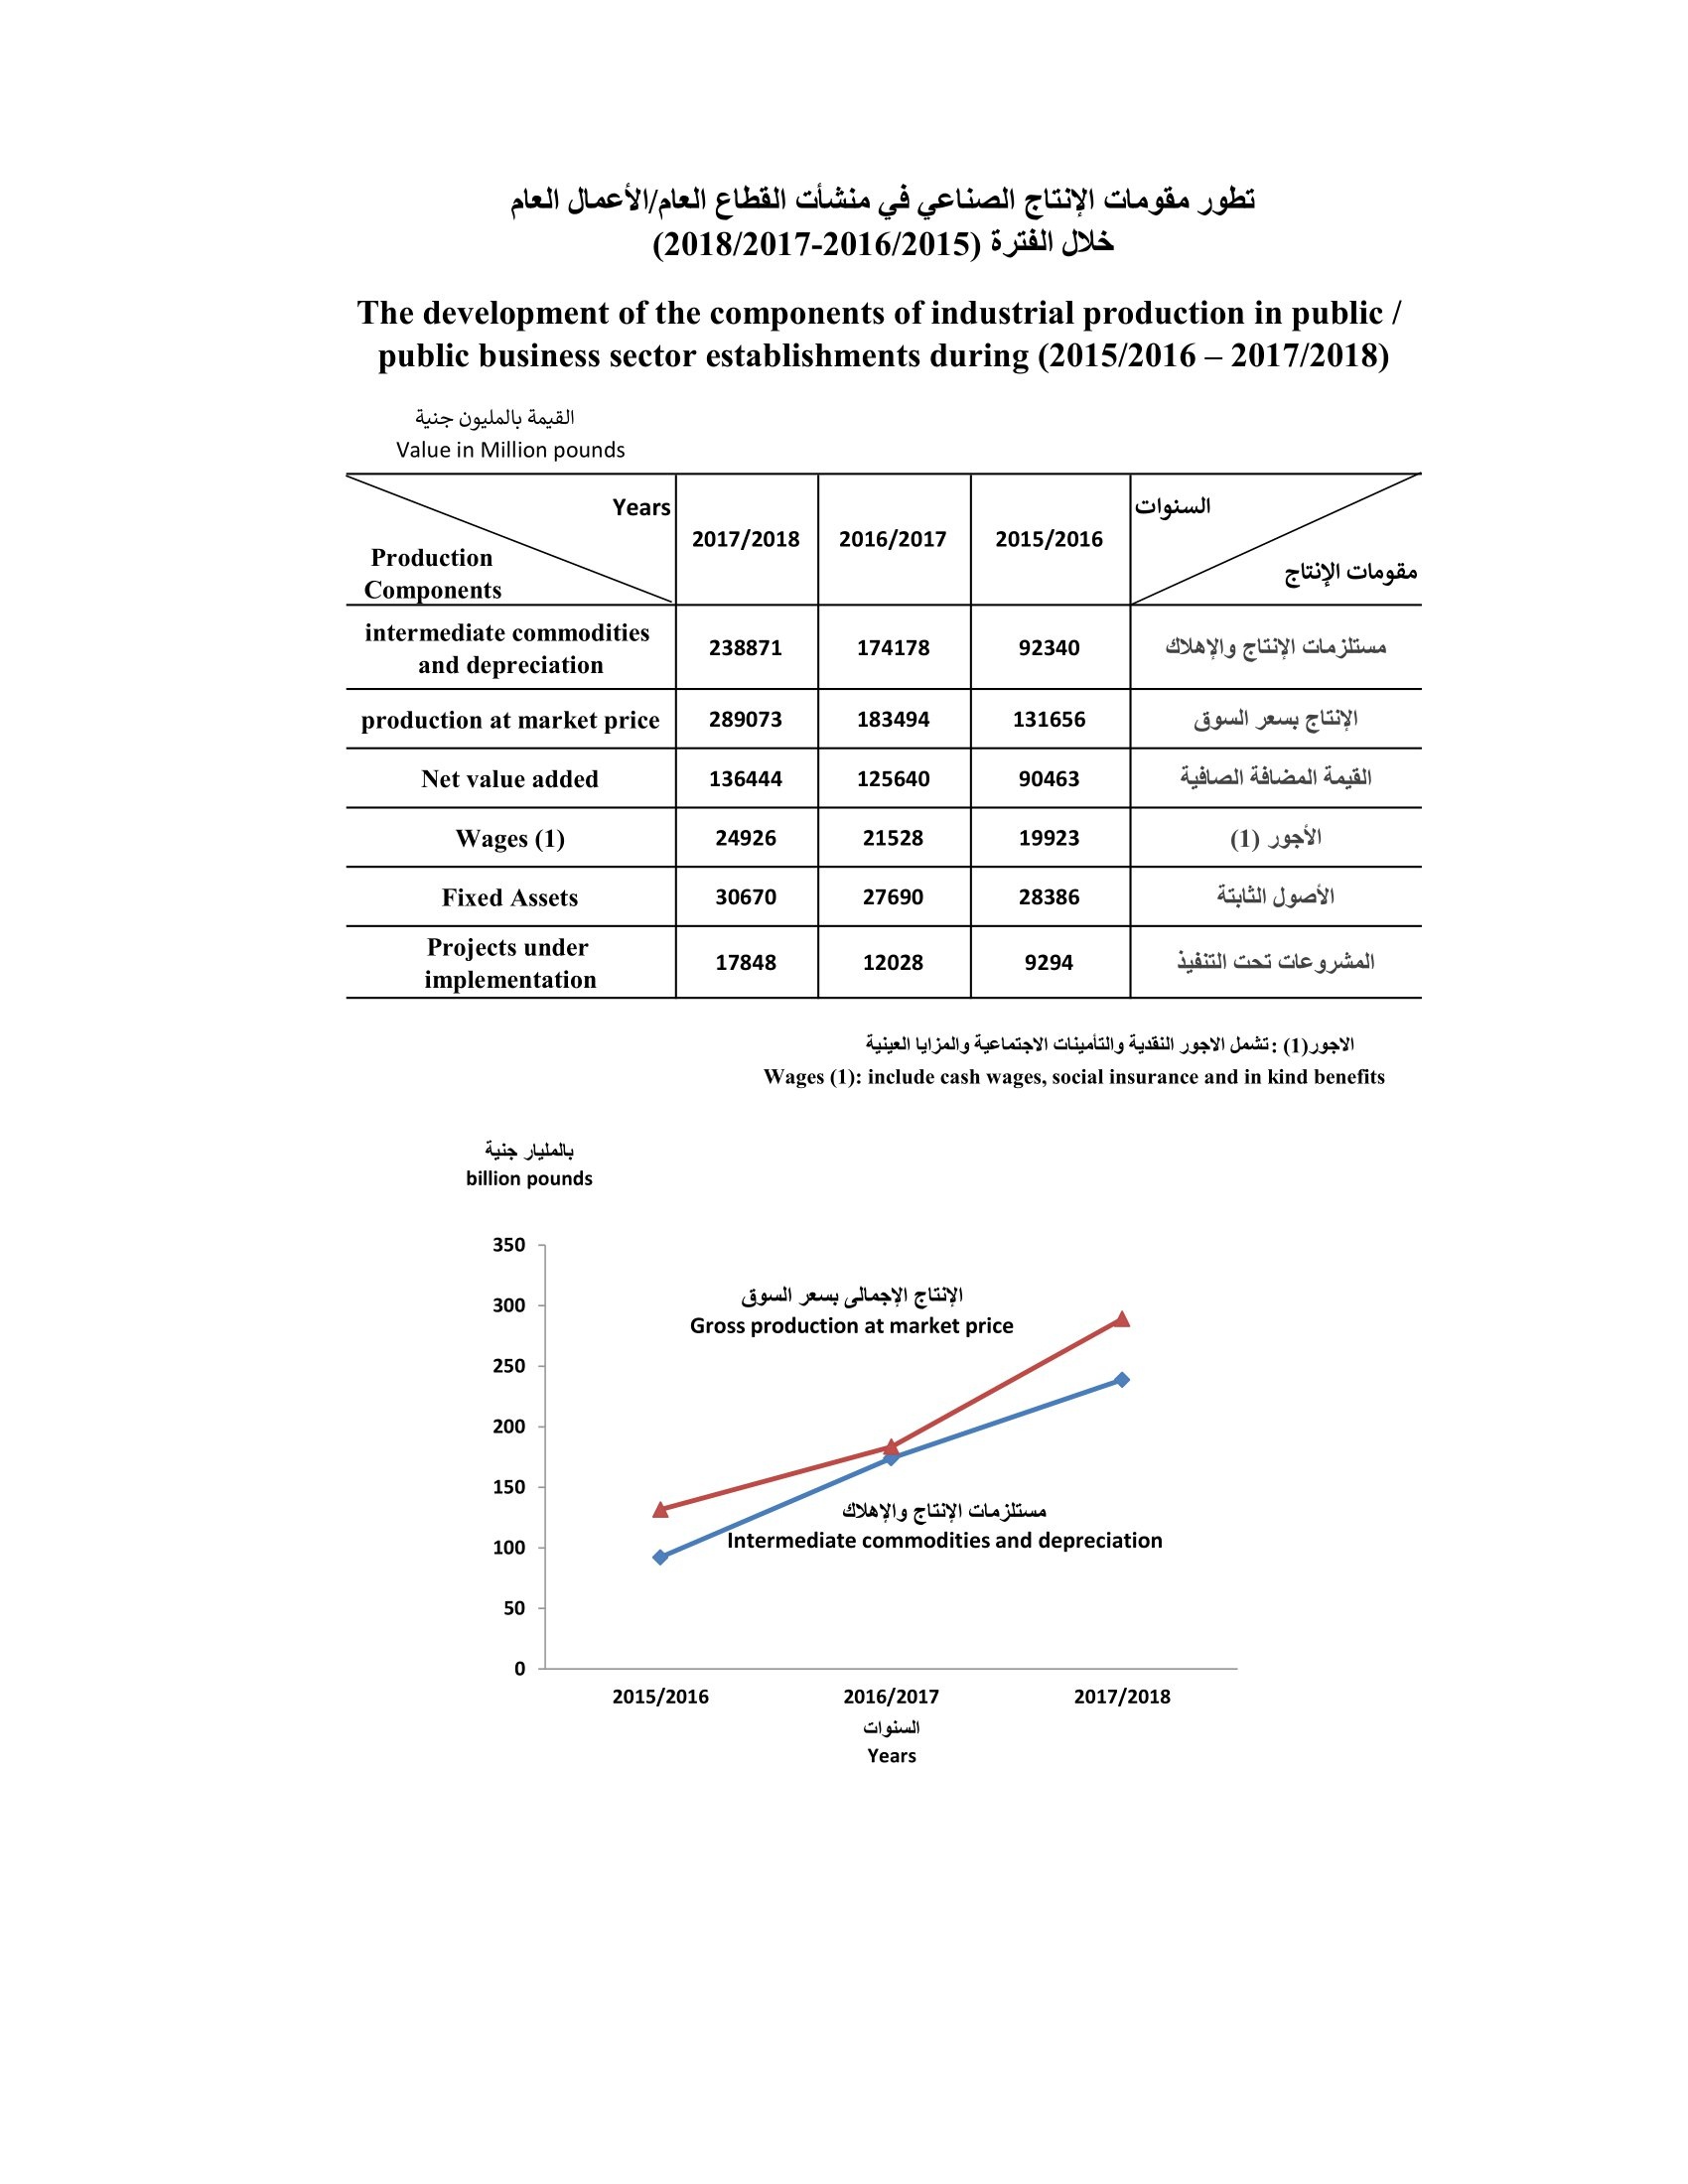 تطور مقومات الإنتاج الصناعي في منشأت القطاع العام/الأعمال العام
خلال الفترة (2016/2015-2018/2017)
The development of the components of industrial production in public /
public business sector establishments during (2015/2016 – 2017/2018)
القيمة بالمليون جنية
Value in Million pounds
Years
Production
Components
2017/2018 2016/2017 2015/2016
السنوات
مقومات الإنتاج
intermediate commodities
and depreciation
238871 174178 92340 مستلزمات الإنتاج والإهلاك
production at market price 289073 183494 131656 الإنتاج بسعر السوق
Net value added 136444 125640 90463 القيمة المضافة الصافية
Wages (1) 24926 21528 19923 الأجور (1)
Fixed Assets 30670 27690 28386 الأصول الثابتة
Projects under
implementation
17848 12028 9294 المشروعات تحت التنفيذ
الاجور(1) : تشمل الاجور النقدية والتأمينات الاجتماعية والمزايا العينية
Wages (1): include cash wages, social insurance and in kind benefits
بالمليار جنية
billion pounds
350
300
250
200
150
100
50
0
الإنتاج الإجمالى بسعر السوق
Gross production at market price
مستلزمات الإنتاج والإهلاك
Intermediate commodities and depreciation
2015/2016 2016/2017 2017/2018
السنوات
Years